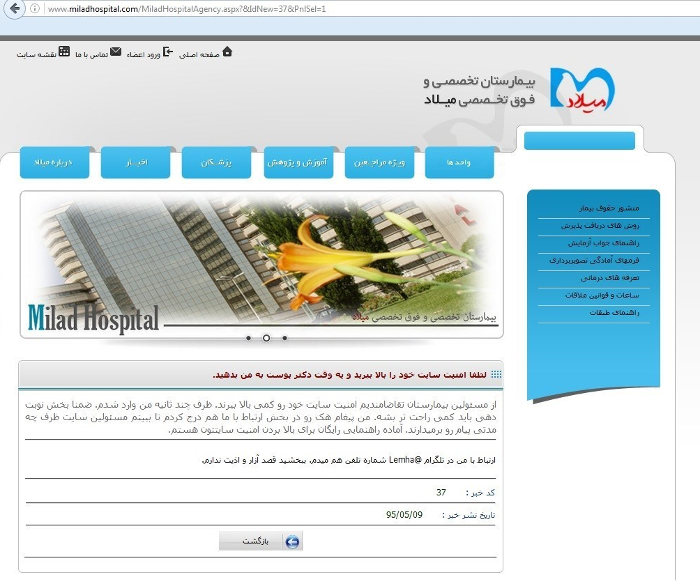 www.miladhospital.com/MiladHospitalAgency.aspx?&IdNew=37&PnlSel=1
صفحه اصلی ورود اعضاء تماس با ما نقشه سایت
بیمارستان تخصصی و
فوق تخصصی میلاد
میلاد
واحدها ویژه مراجعین آموزش و پژوهش پزشکان اخبار درباره میلاد
منشور حقوق بیمار
روش های دریافت پذیرش
راهنمای جواب آزمایش
فرمهای آمادگی تصویربرداری
تعرفه های درمانی
ساعات و قوانین ملاقات
راهنمای طبقات
Milad Hospital
بیمارستان تخصصی و فوق تخصصی میلاد
لطفا امنیت سایت خود را بالا ببرید و یه وقت دکتر پوست به من بدهید.
از مسئولین بیمارستان تقاضامندیم امنیت سایت خود رو کمی بالا ببرند. ظرف چند ثانیه من وارد شدم. ضمنا بخش نوبت
دهی باید کمی راحت تر بشه. من پیغام هک رو در بخش ارتباط با ما هم درج کردم تا ببینم مسئولین سایت ظرف چه
مدتی پیام رو برمیدارند. آماده راهنمایی رایگان برای بالا بردن امنیت سایتتون هستم.
ارتباط با من در تلگرام @Lemha شماره تلفن هم میدم. ببخشید قصد آزار و اذیت ندارم.
کد خبر : 37
تاریخ نشر خبر : 95/05/09
بازگشت